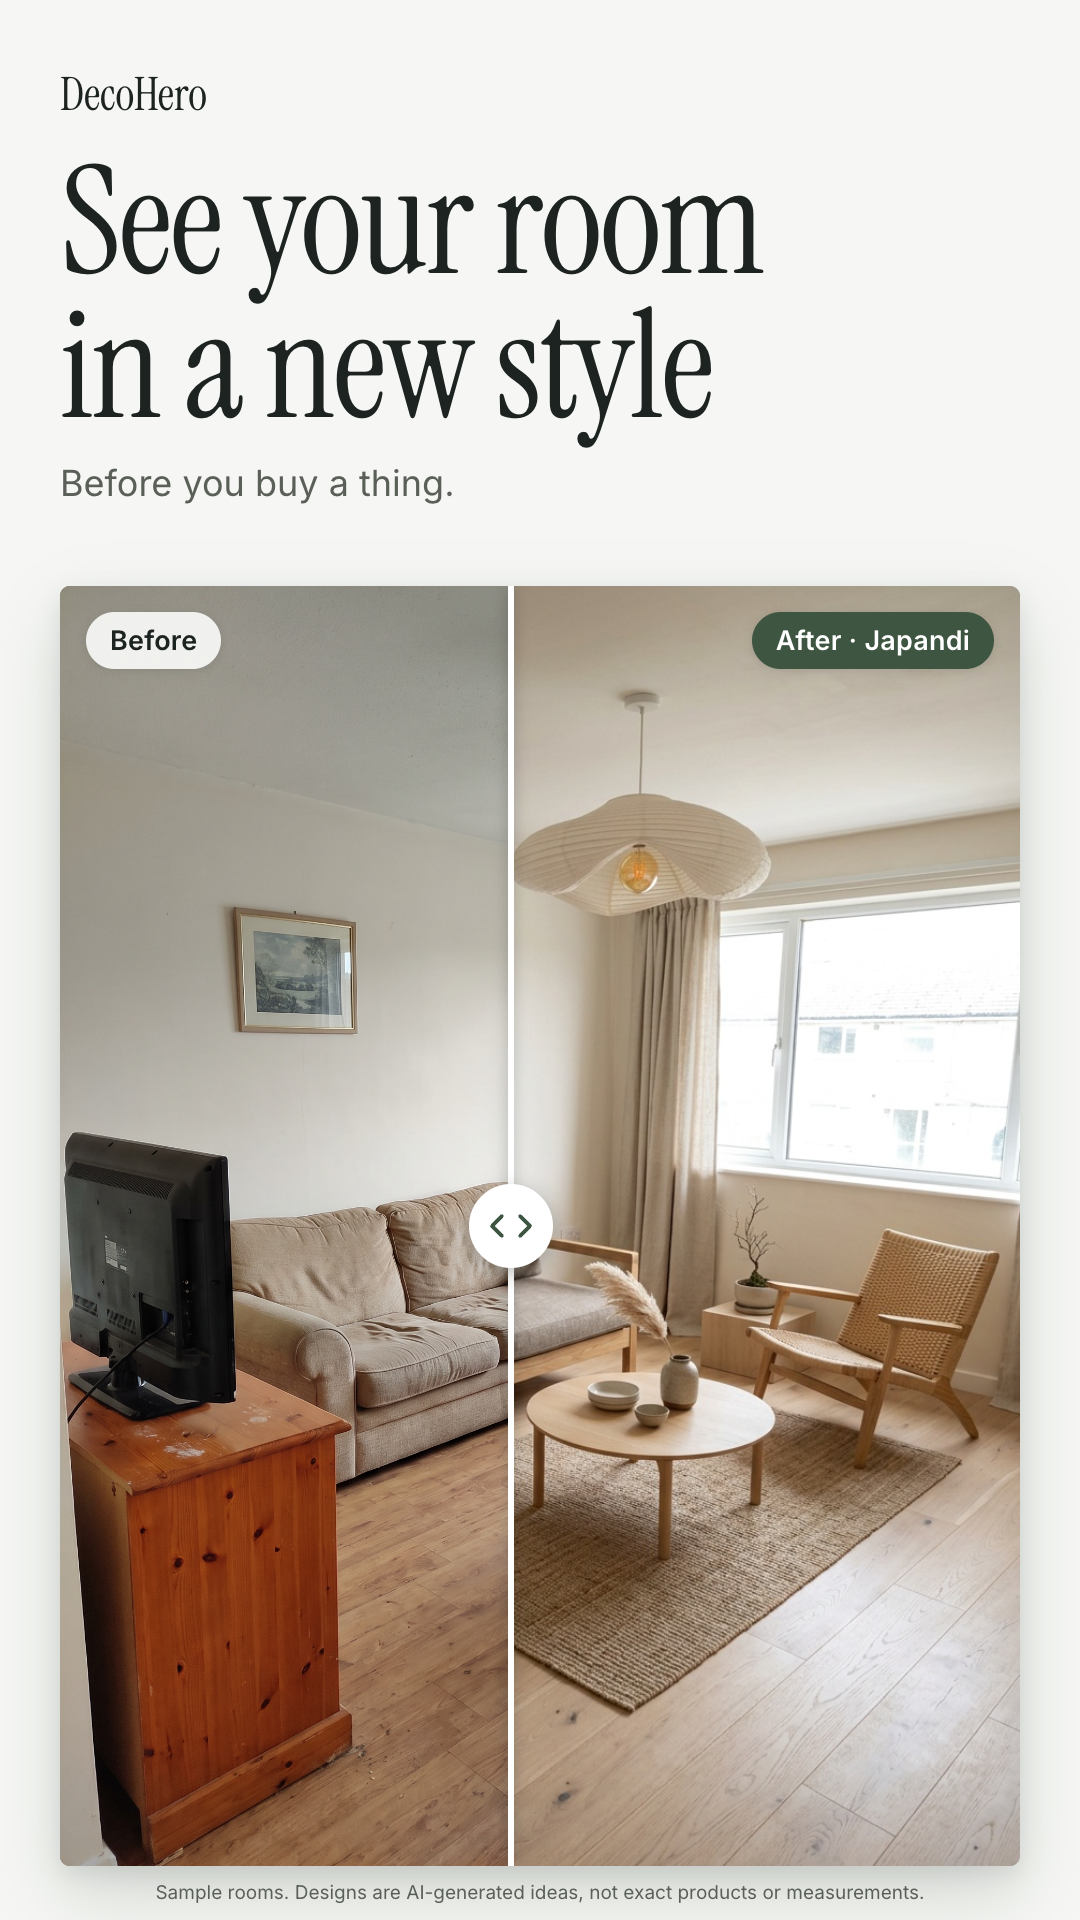 DecoHero
See your room
in a new style
Before you buy a thing.
Before
After · Japandi
Sample rooms. Designs are AI-generated ideas, not exact products or measurements.